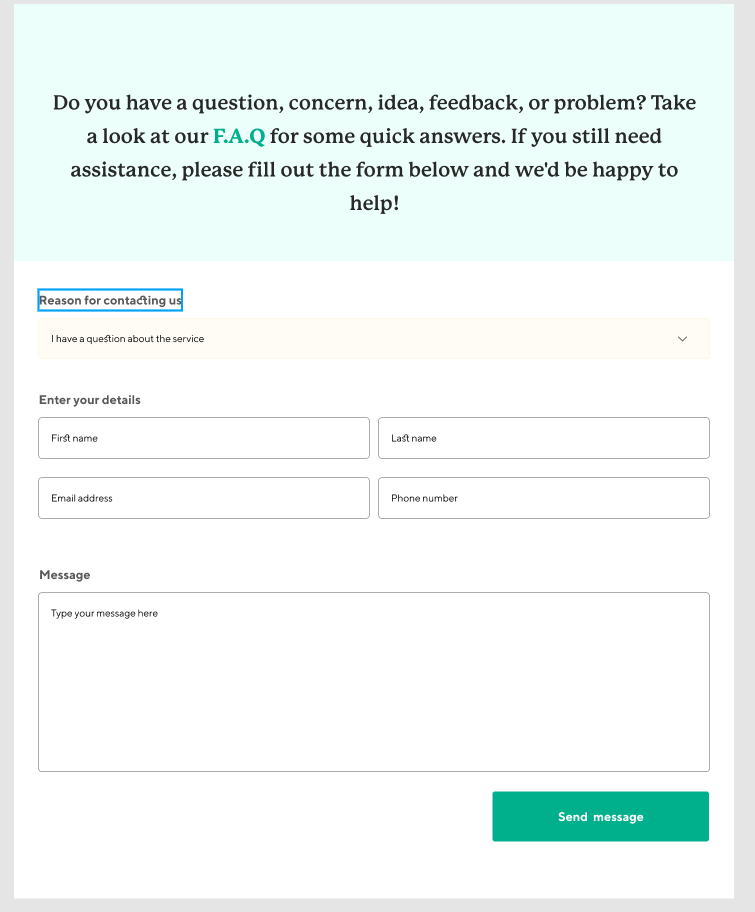 Do you have a question, concern, idea, feedback, or problem? Take
a look at our F.A.Q for some quick answers. If you still need
assistance, please fill out the form below and we'd be happy to
help!
Reason for contacting us
I have a question about the service
Enter your details
First name
Last name
Email address
Phone number
Message
Type your message here
Send message